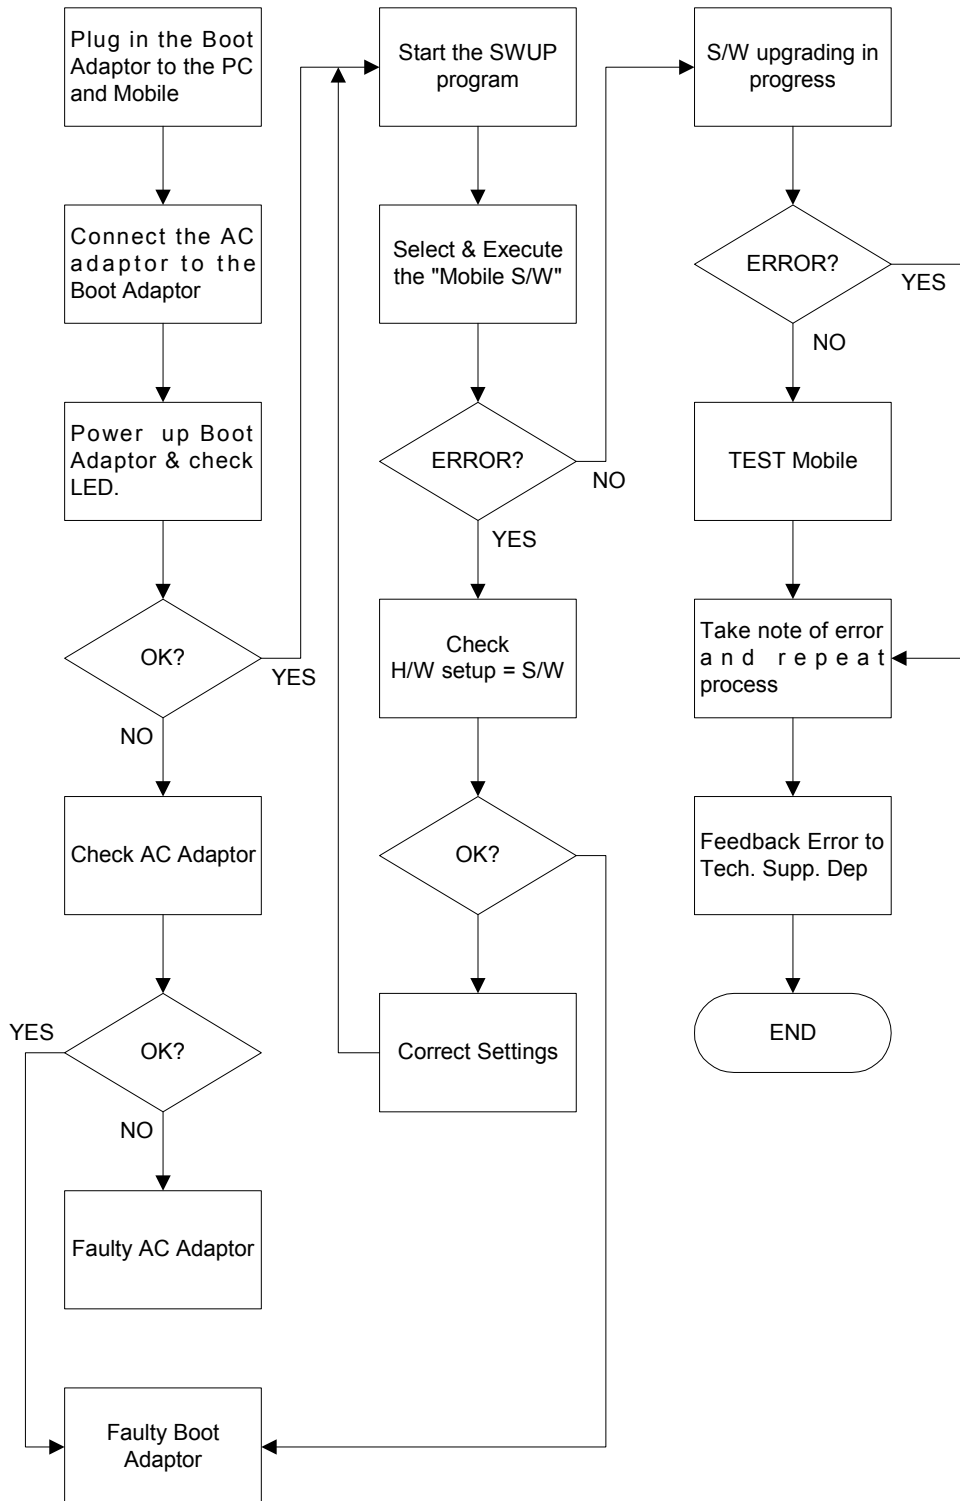 Plug in the Boot
Adaptor to the PC
and Mobile
Connect the AC
adaptor to the
Boot Adaptor
Power up Boot
Adaptor & check
LED.
OK?
YES
NO
Check AC Adaptor
YES
OK?
NO
Faulty AC Adaptor
Faulty Boot
Adaptor
Start the SWUP
program
Select & Execute
the "Mobile S/W"
ERROR?
NO
YES
Check
H/W setup = S/W
OK?
Correct Settings
S/W upgrading in
progress
ERROR?
YES
NO
TEST Mobile
Take note of error
and repeat
process
Feedback Error to
Tech. Supp. Dep
END